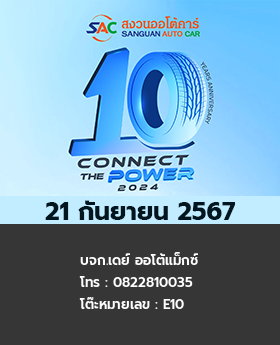 SAC สงวนออโต้คาร์
SANGUAN AUTO CAR
10
YEARS ANNIVERSARY
CONNECT
THE POWER
2024
21 กันยายน 2567
บจก.เดย์ ออโต้แม็กซ์
โทร : 0822810035
โต๊ะหมายเลข : E10